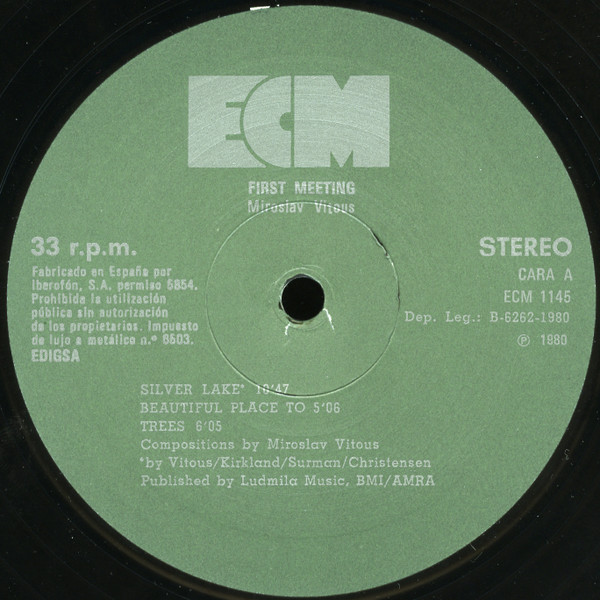 ECM
FIRST MEETING
Miroslav Vitous
33 r.p.m.
Fabricado en España por
Iberofón, S.A. permiso 6854.
Prohibida la utilización
pública sin autorización
de los propietarios. Impuesto
de lujo a metálico n.º 6503.
EDIGSA
STEREO
CARA A
ECM 1145
Dep. Leg.: B-6262-1980
℗ 1980
SILVER LAKE* 10'47
BEAUTIFUL PLACE TO 5'06
TREES 6'05
Compositions by Miroslav Vitous
*by Vitous/Kirkland/Surman/Christensen
Published by Ludmila Music, BMI/AMRA